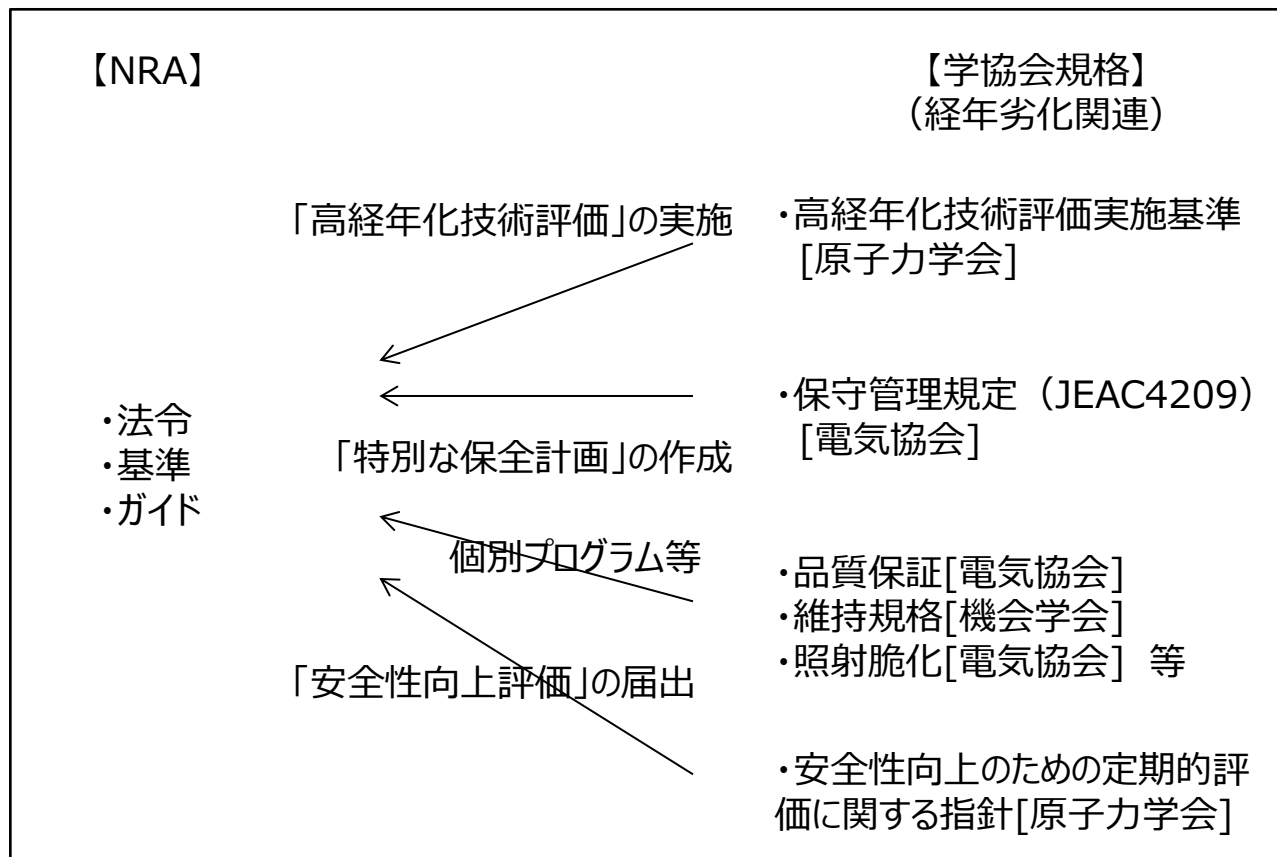 【NRA】
【学協会規格】
（経年劣化関連）
「高経年化技術評価」の実施
・高経年化技術評価実施基準
[原子力学会]
・法令
・基準
・ガイド
・保守管理規定（JEAC4209）
[電気協会]
「特別な保全計画」の作成
個別プログラム等
・品質保証[電気協会]
・維持規格[機会学会]
・照射脆化[電気協会] 等
「安全性向上評価」の届出
・安全性向上のための定期的評
価に関する指針[原子力学会]